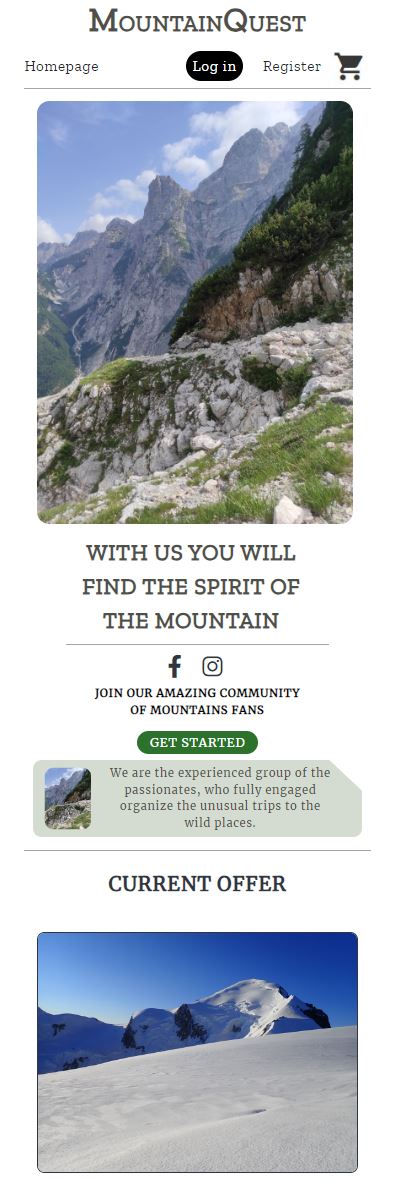 MountainQuest
Homepage Log in Register
WITH US YOU WILL
FIND THE SPIRIT OF
THE MOUNTAIN
JOIN OUR AMAZING COMMUNITY
OF MOUNTAINS FANS
GET STARTED
We are the experienced group of the
passionates, who fully engaged
organize the unusual trips to the
wild places.
CURRENT OFFER